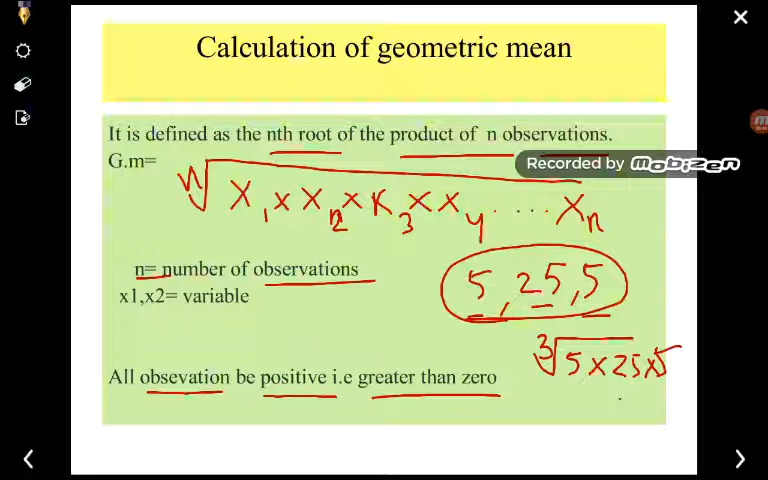 Calculation of geometric mean
It is defined as the nth root of the product of n observations.
G.m=
Recorded by mobizen
n√X₁ × X₂ × X₃ × X₄ .... Xₙ
n= number of observations
5, 25, 5
x1,x2= variable
³√5×25×5
All obsevation be positive i.e greater than zero